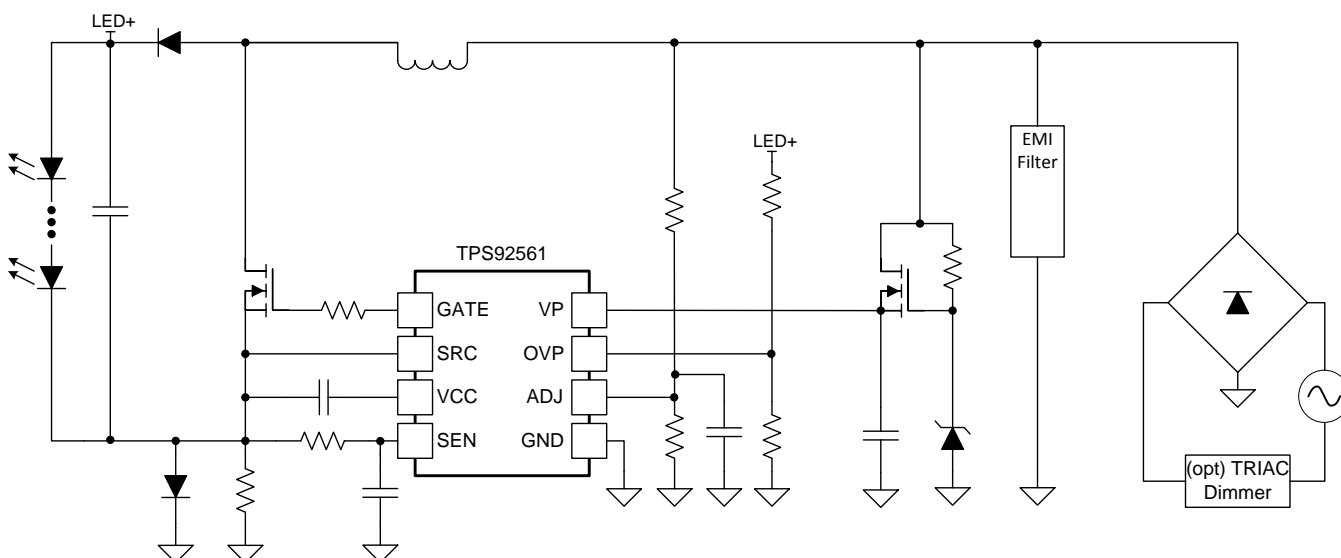 LED+
EMI
Filter
LED+
TPS92561
GATE
VP
SRC
OVP
VCC
ADJ
SEN
GND
(opt) TRIAC
Dimmer